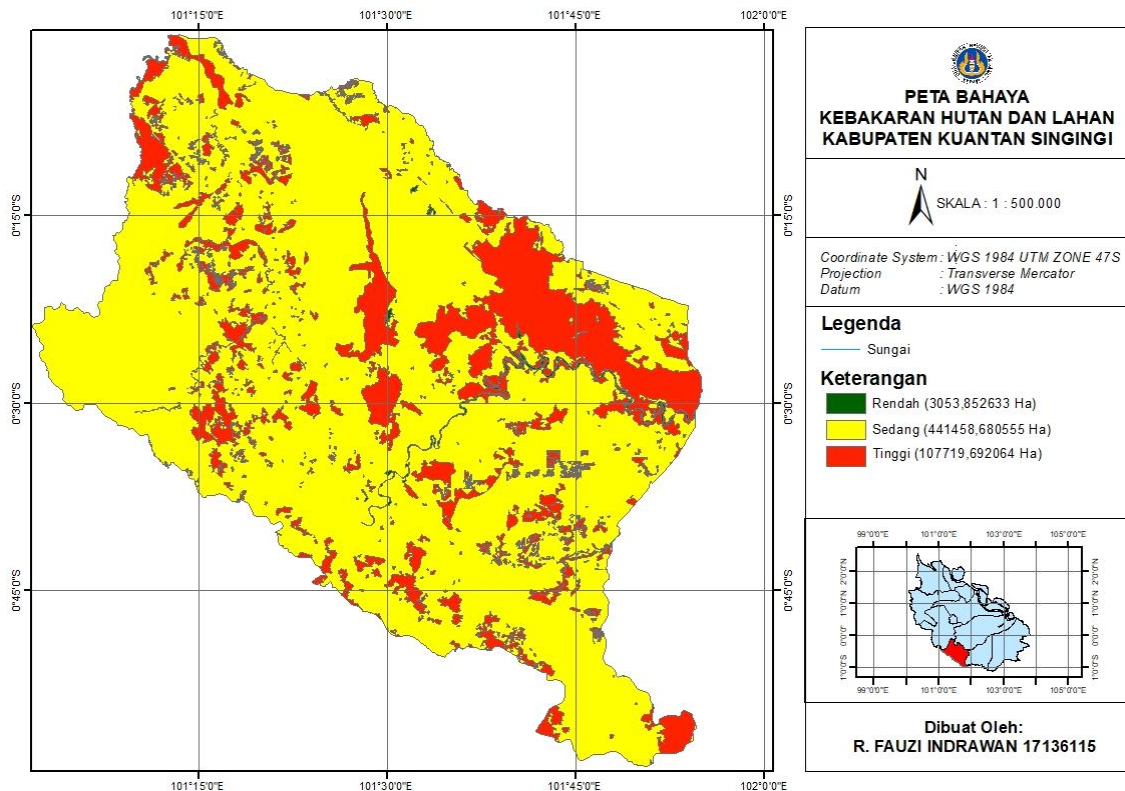 101°15'0"E
101°30'0"E
101°45'0"E
102°0'0"E
0°15'0"S
0°30'0"S
0°45'0"S
0°15'0"S
0°30'0"S
0°45'0"S
101°15'0"E
101°30'0"E
101°45'0"E
102°0'0"E
PETA BAHAYA
KEBAKARAN HUTAN DAN LAHAN
KABUPATEN KUANTAN SINGINGI
N
SKALA : 1 : 500.000
Coordinate System : WGS 1984 UTM ZONE 47S
Projection : Transverse Mercator
Datum : WGS 1984
Legenda
Sungai
Keterangan
Rendah (3053,852633 Ha)
Sedang (441458,680555 Ha)
Tinggi (107719,692064 Ha)
99°0'0"E
101°0'0"E
103°0'0"E
105°0'0"E
2°0'0"N
1°0'0"N
0°0'0"
1°0'0"S
2°0'0"N
1°0'0"N
0°0'0"
1°0'0"S
99°0'0"E
101°0'0"E
103°0'0"E
105°0'0"E
Dibuat Oleh:
R. FAUZI INDRAWAN 17136115